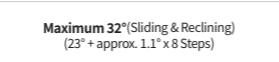 Maximum 32°(Sliding & Reclining)
(23° + approx. 1.1° x 8 Steps)